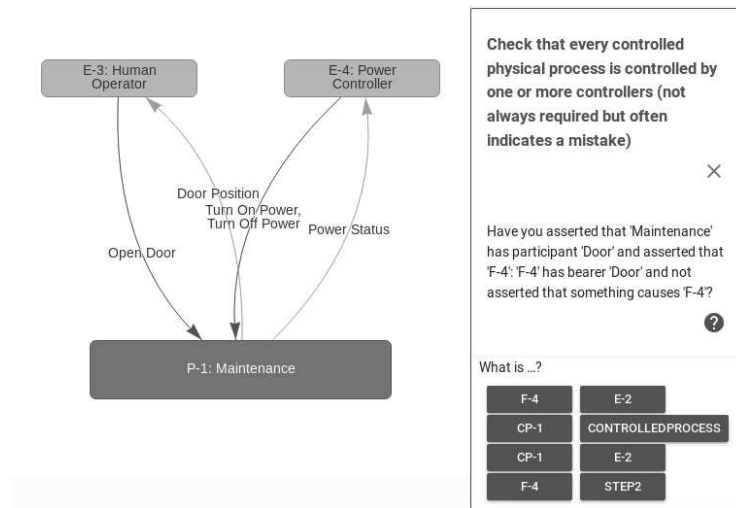 E-3: Human
Operator
E-4: Power
Controller
Door Position
Turn On Power,
Turn Off Power
Power Status
Open Door
P-1: Maintenance
Check that every controlled
physical process is controlled by
one or more controllers (not
always required but often
indicates a mistake)
Have you asserted that 'Maintenance'
has participant 'Door' and asserted that
'F-4': 'F-4' has bearer 'Door' and not
asserted that something causes 'F-4'?
?
What is ...?
F-4 E-2
CP-1 CONTROLLEDPROCESS
CP-1 E-2
F-4 STEP2